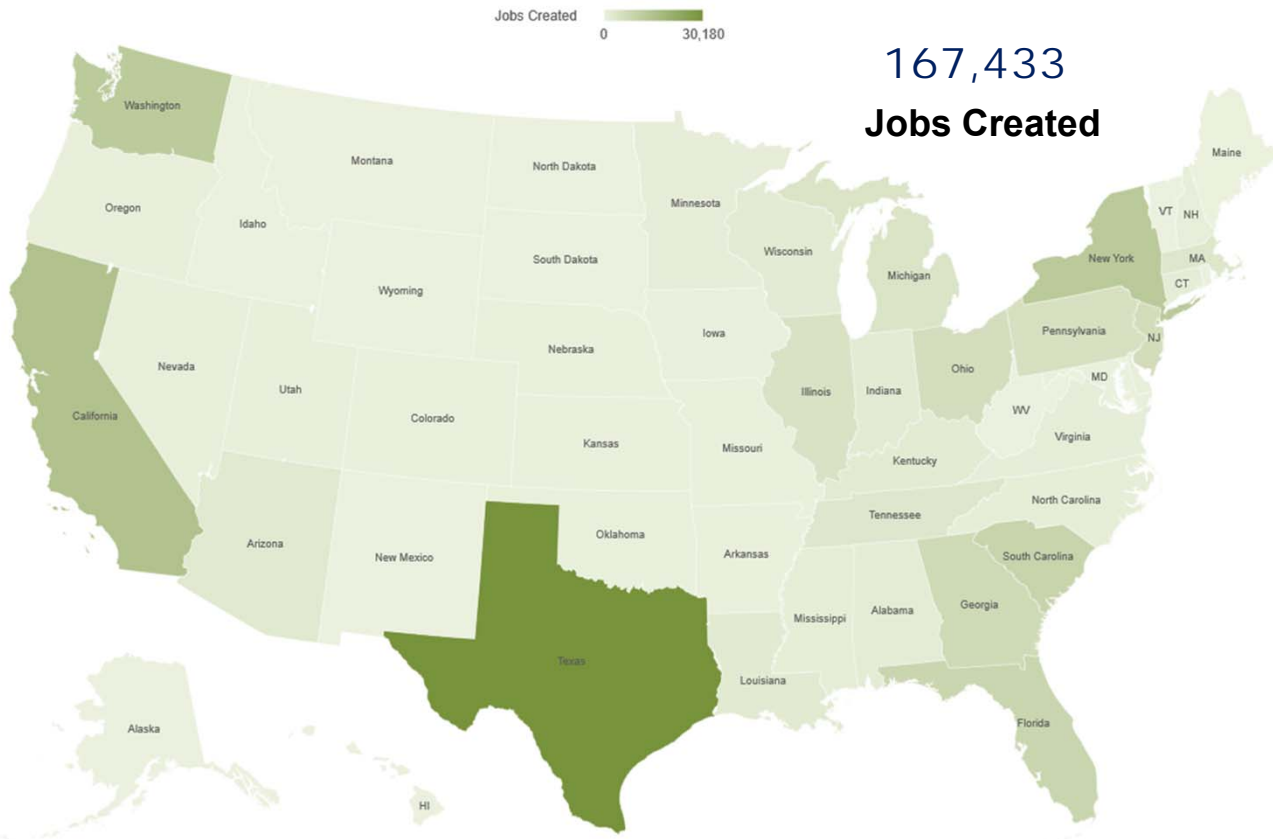 Jobs Created
0 30,180
167,433
Jobs Created
Washington
Montana
North Dakota
Maine
Oregon
Idaho
Minnesota
VT NH
Wisconsin
South Dakota
New York MA
Michigan
Wyoming
CT
Iowa
Pennsylvania
NJ
Nebraska
Nevada
Ohio
MD
Utah
Illinois
Indiana
WV
California
Colorado
Virginia
Kansas
Missouri
Kentucky
North Carolina
Tennessee
Arizona
Oklahoma
New Mexico
Arkansas
South Carolina
Georgia
Mississippi
Alabama
Texas
Louisiana
Florida
Alaska
HI